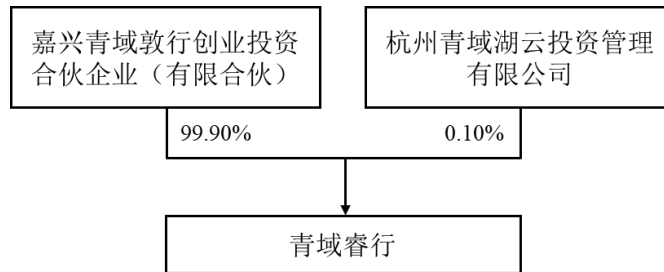 嘉兴青域敦行创业投资
合伙企业（有限合伙）
杭州青域湖云投资管理
有限公司
99.90%
0.10%
青域睿行